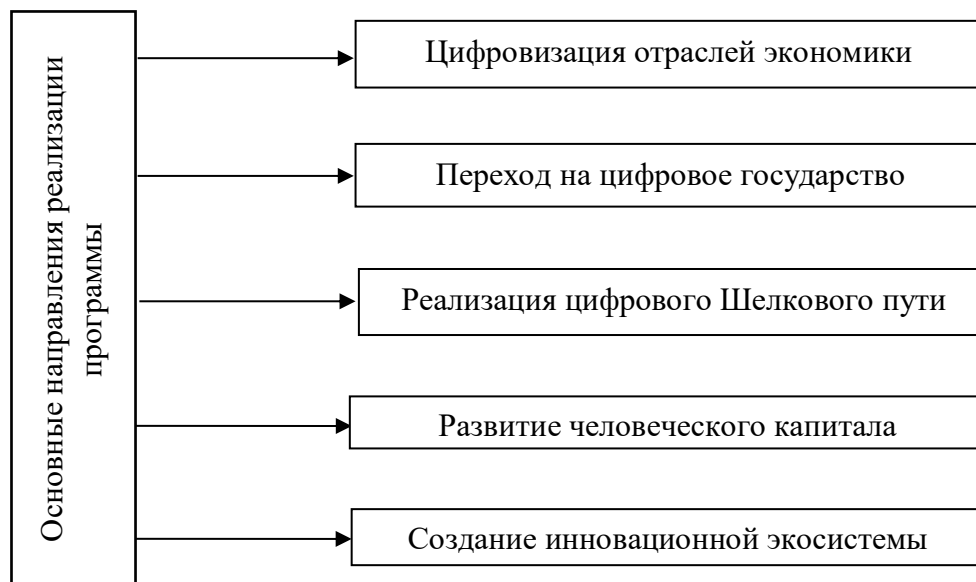 Основные направления реализации
программы
Цифровизация отраслей экономики
Переход на цифровое государство
Реализация цифрового Шелкового пути
Развитие человеческого капитала
Создание инновационной экосистемы